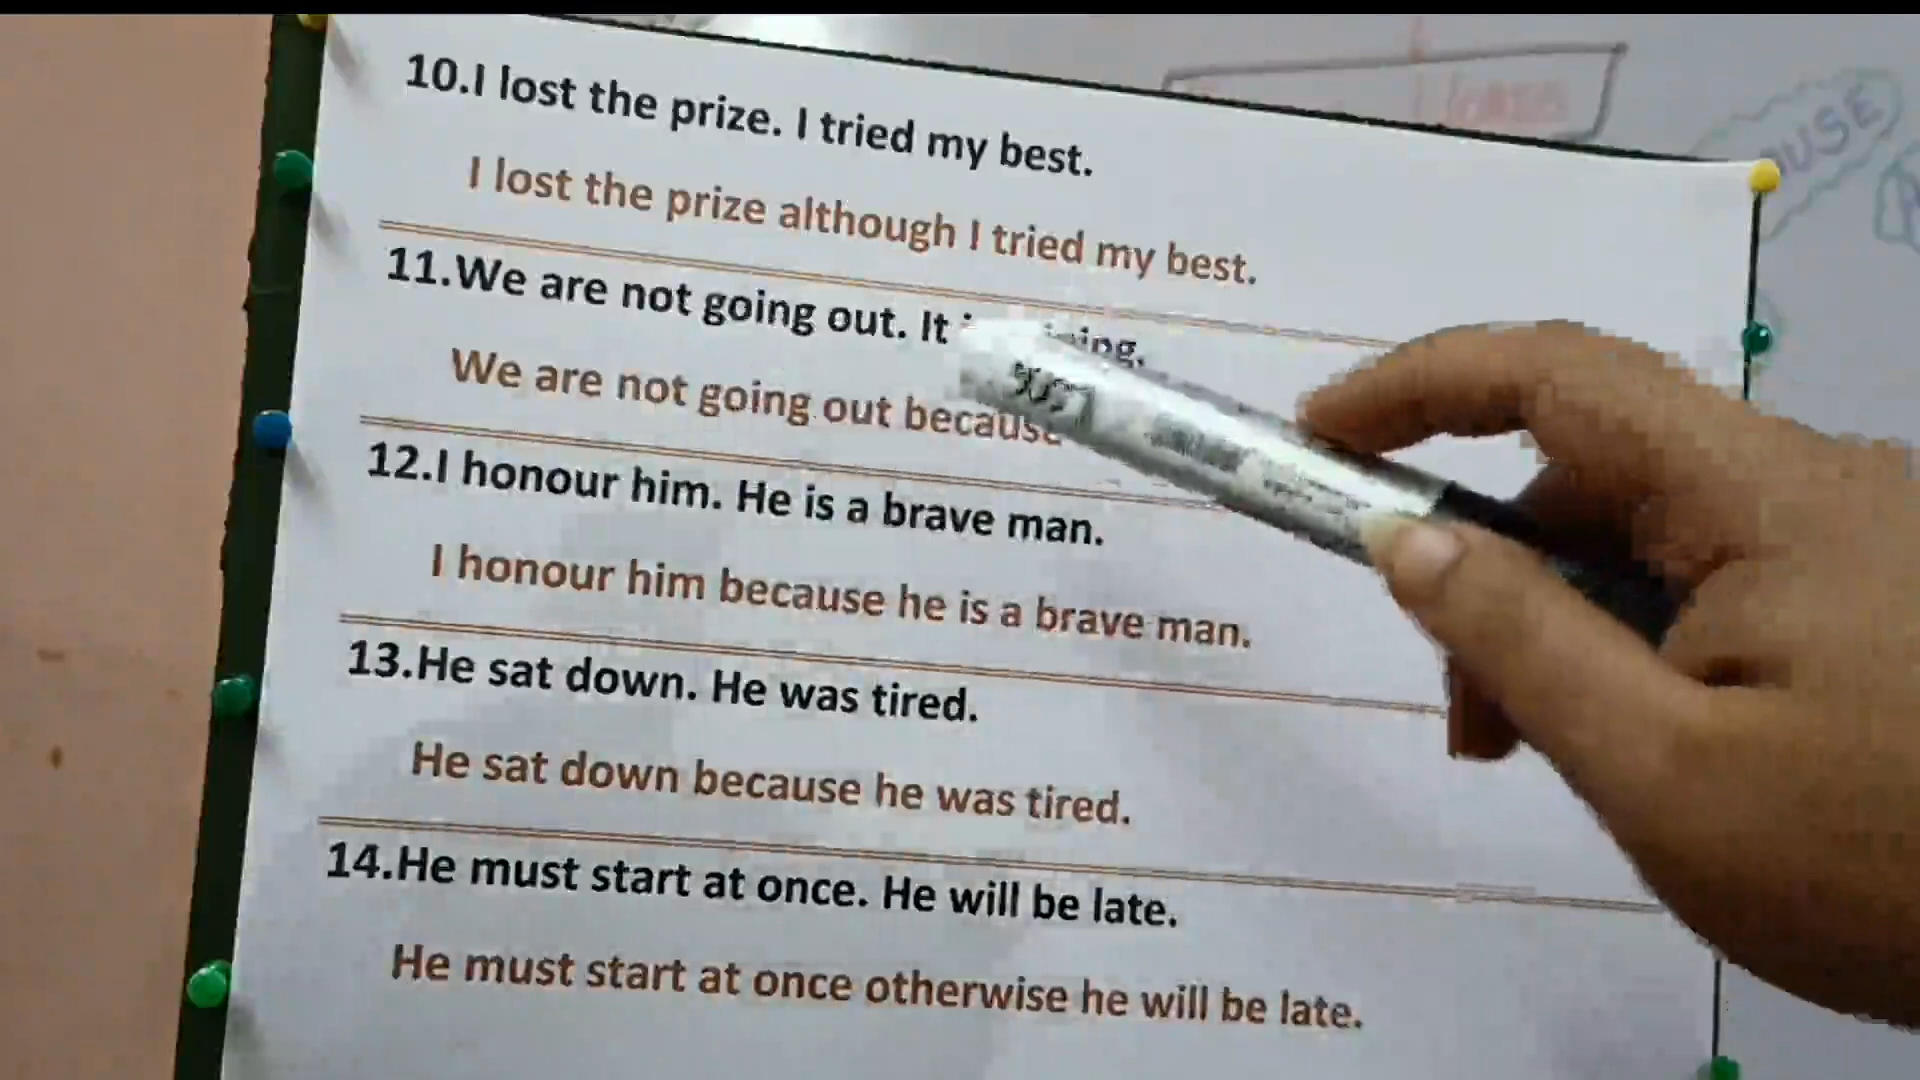 10.I lost the prize. I tried my best.
I lost the prize although I tried my best.
11.We are not going out. It
We are not going out because
12.I honour him. He is a brave man.
I honour him because he is a brave man.
13.He sat down. He was tired.
He sat down because he was tired.
14.He must start at once. He will be late.
He must start at once otherwise he will be late.